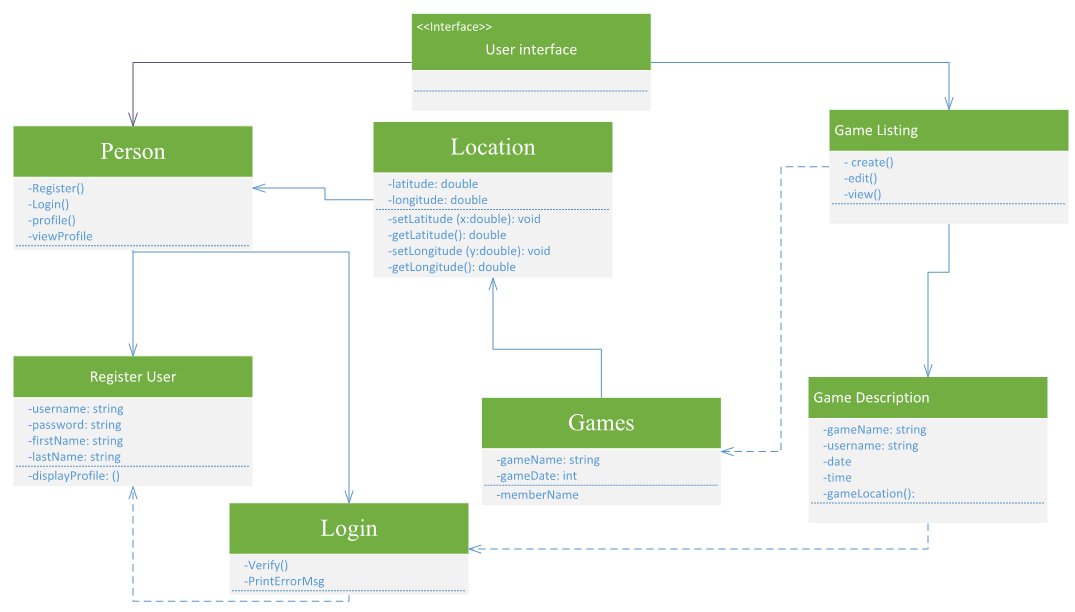 <<Interface>>
User interface
Person
-Register()
-Login()
-profile()
-viewProfile
Location
-latitude: double
-longitude: double
-setLatitude (x:double): void
-getLatitude(): double
-setLongitude (y:double): void
-getLongitude(): double
Game Listing
- create()
-edit()
-view()
Register User
-username: string
-password: string
-firstName: string
-lastName: string
-displayProfile: ()
Games
-gameName: string
-gameDate: int
-memberName
Game Description
-gameName: string
-username: string
-date
-time
-gameLocation():
Login
-Verify()
-PrintErrorMsg